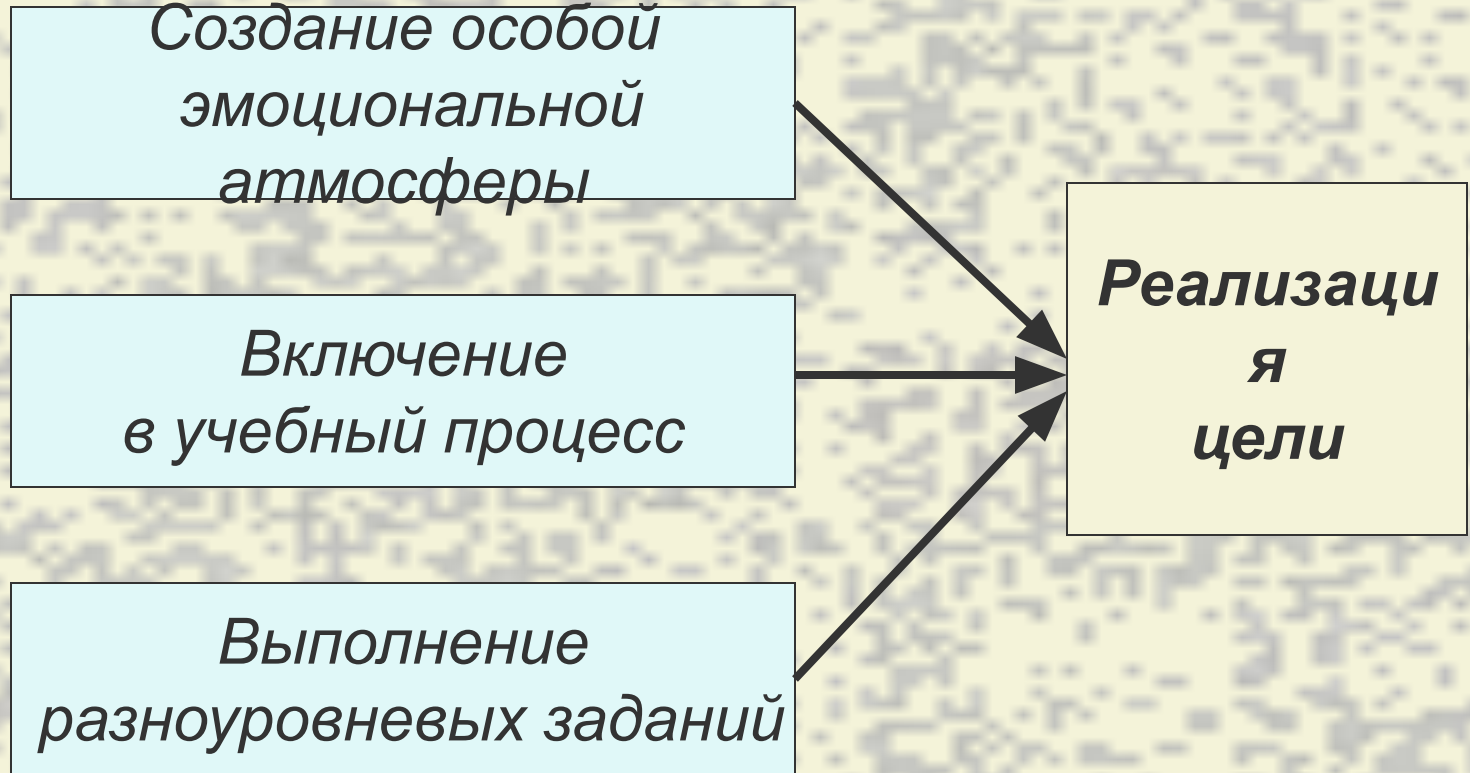 Создание особой
эмоциональной
атмосферы
Включение
в учебный процесс
Выполнение
разноуровневых заданий
Реализаци
я
цели